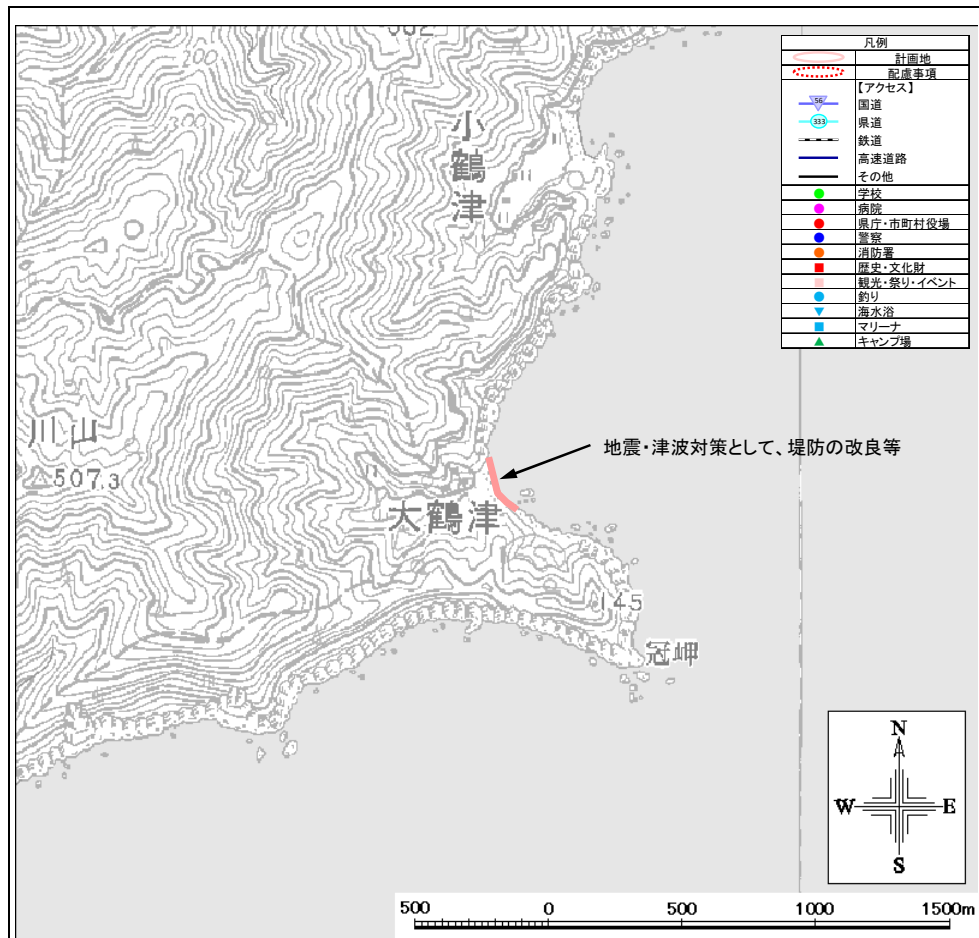 凡例
計画地
配慮事項
【アクセス】
56
国道
333
県道
鉄道
高速道路
その他
学校
病院
県庁・市町村役場
警察
消防署
歴史・文化財
観光・祭り・イベント
釣り
海水浴
マリーナ
キャンプ場
小鶴津
川山
507.3
地震・津波対策として、堤防の改良等
大鶴津
145
冠岬
N
W
E
S
500
0
500
1000
1500m